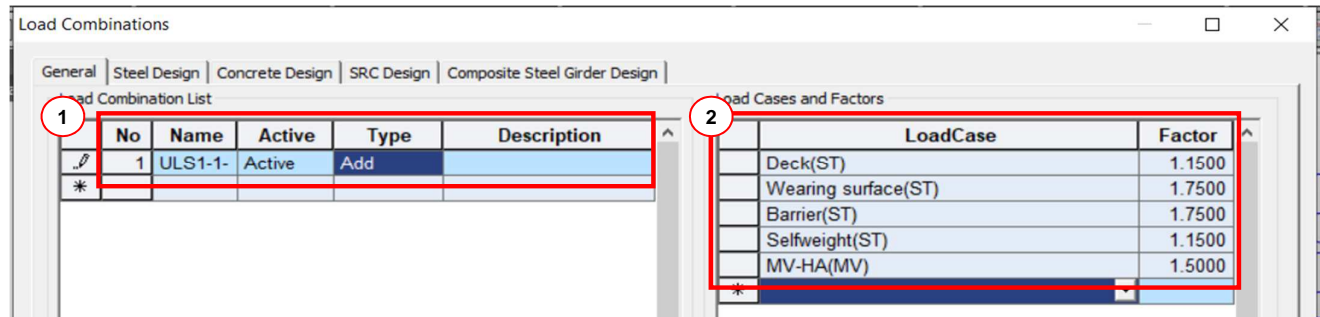 Load Combinations
General Steel Design Concrete Design SRC Design Composite Steel Girder Design
Load Combination List
Load Cases and Factors
1
2
No Name Active Type Description
1 ULS1-1- Active Add
*
LoadCase Factor
Deck(ST) 1.1500
Wearing surface(ST) 1.7500
Barrier(ST) 1.7500
Selfweight(ST) 1.1500
MV-HA(MV) 1.5000
*